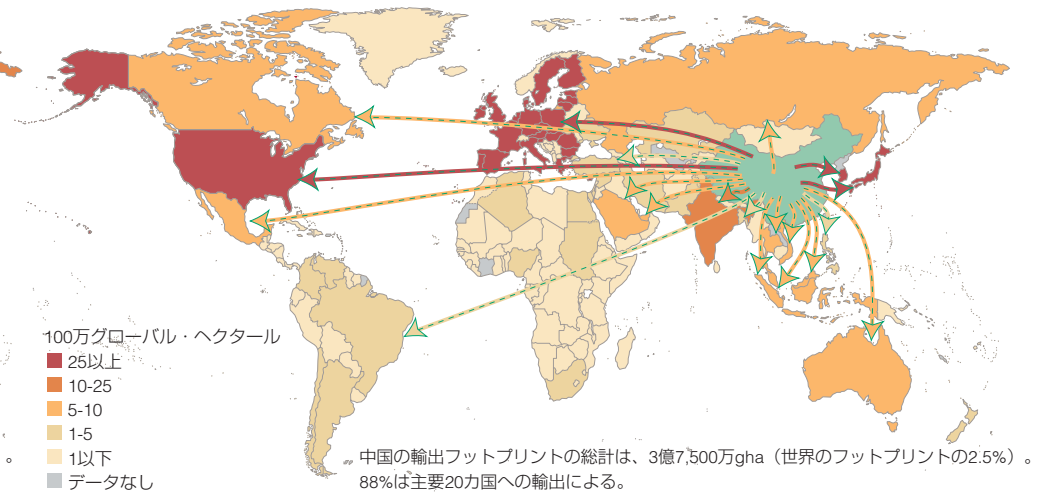 100万グローバル・ヘクタール
25以上
10-25
5-10
1-5
1以下
データなし
。
中国の輸出フットプリントの総計は、3億7,500万gha（世界のフットプリントの2.5%）。
88%は主要20カ国への輸出による。